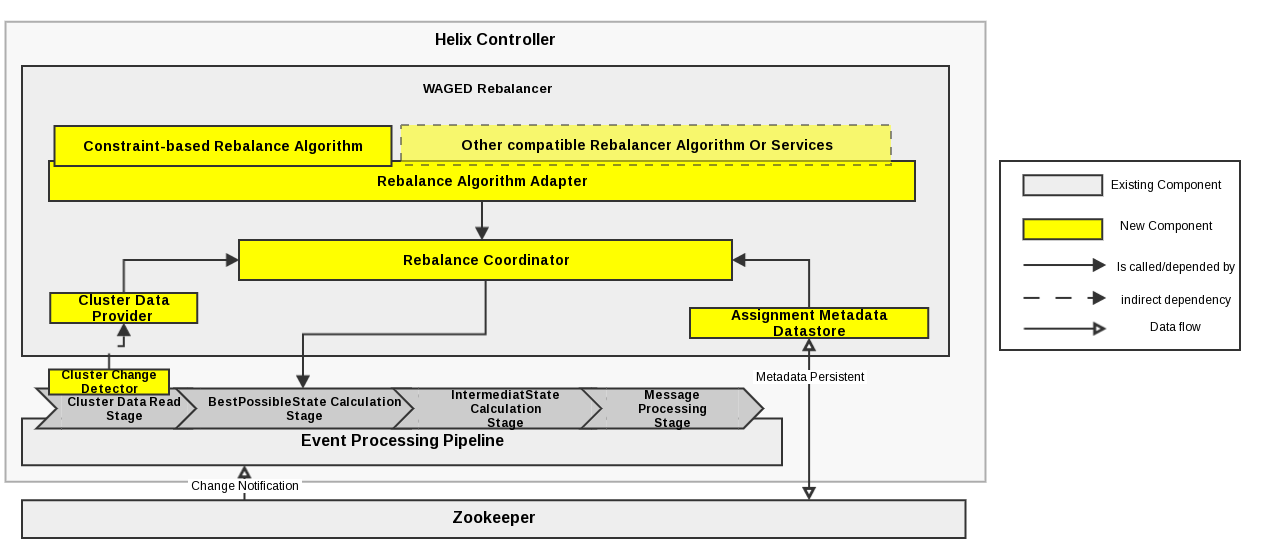 Helix Controller
WAGED Rebalancer
Constraint-based Rebalance Algorithm
Other compatible Rebalancer Algorithm Or Services
Rebalance Algorithm Adapter
Rebalance Coordinator
Cluster Data
Provider
Assignment Metadata
Datastore
Cluster Change
Detector
Cluster Data Read
Stage
BestPossibleState Calculation
Stage
IntermediatState
Calculation
Stage
Message
Processing
Stage
Event Processing Pipeline
Metadata Persistent
Change Notification
Zookeeper
Existing Component
New Component
Is called/depended by
indirect dependency
Data flow